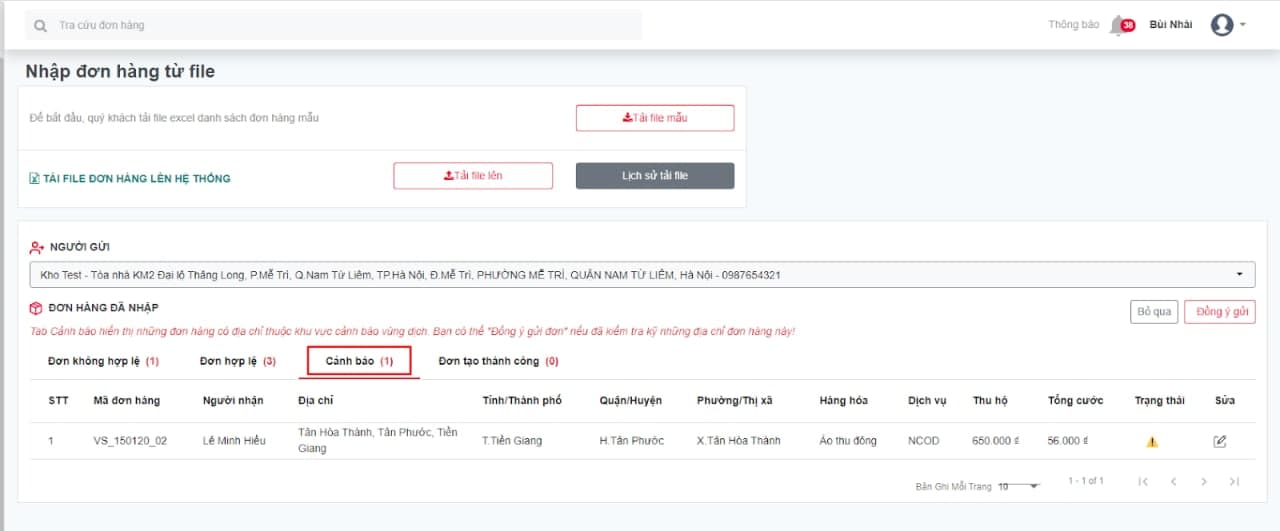 Tra cứu đơn hàng
Thông báo 38 Bùi Nhài
Nhập đơn hàng từ file
Để bắt đầu, quý khách tải file excel danh sách đơn hàng mẫu
Tải file mẫu
TẢI FILE ĐƠN HÀNG LÊN HỆ THỐNG
Tải file lên
Lịch sử tải file
NGƯỜI GỬI
Kho Test - Tòa nhà KM2 Đại lộ Thăng Long, P.Mễ Trì, Q.Nam Từ Liêm, TP.Hà Nội, Đ.Mễ Trì, PHƯỜNG MỄ TRÌ, QUẬN NAM TỪ LIÊM, Hà Nội - 0987654321
ĐƠN HÀNG ĐÃ NHẬP
Bỏ qua
Đồng ý gửi
Tab Cảnh báo hiển thị những đơn hàng có địa chỉ thuộc khu vực cảnh báo vùng dịch. Bạn có thể "Đồng ý gửi đơn" nếu đã kiểm tra kỹ những địa chỉ đơn hàng này!
Đơn không hợp lệ (1) Đơn hợp lệ (3) Cảnh báo (1) Đơn tạo thành công (0)
STT Mã đơn hàng Người nhận Địa chỉ Tỉnh/Thành phố Quận/Huyện Phường/Thị xã Hàng hóa Dịch vụ Thu hộ Tổng cước Trạng thái Sửa
1 VS_150120_02 Lê Minh Hiếu Tân Hòa Thành, Tân Phước, Tiền Giang T.Tiền Giang H.Tân Phước X.Tân Hòa Thành Áo thu đông NCOD 650.000 đ 56.000 đ
Bản Ghi Mỗi Trang 10 1 - 1 of 1